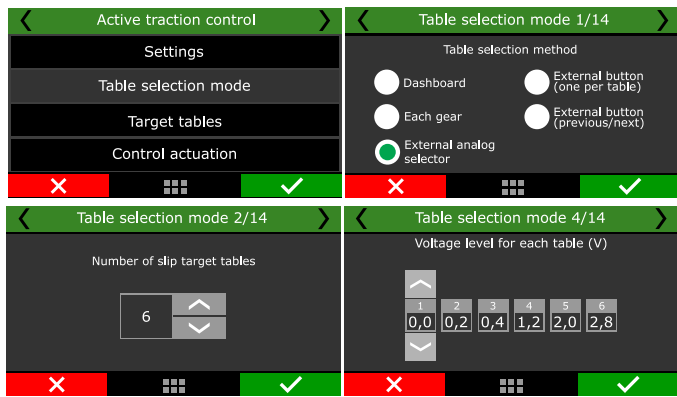 Active traction control
Settings
Table selection mode
Target tables
Control actuation
Table selection mode 1/14
Table selection method
Dashboard
External button
(one per table)
Each gear
External button
(previous/next)
External analog
selector
Table selection mode 2/14
Number of slip target tables
6
Table selection mode 4/14
Voltage level for each table (V)
1 2 3 4 5 6
0,0 0,2 0,4 1,2 2,0 2,8